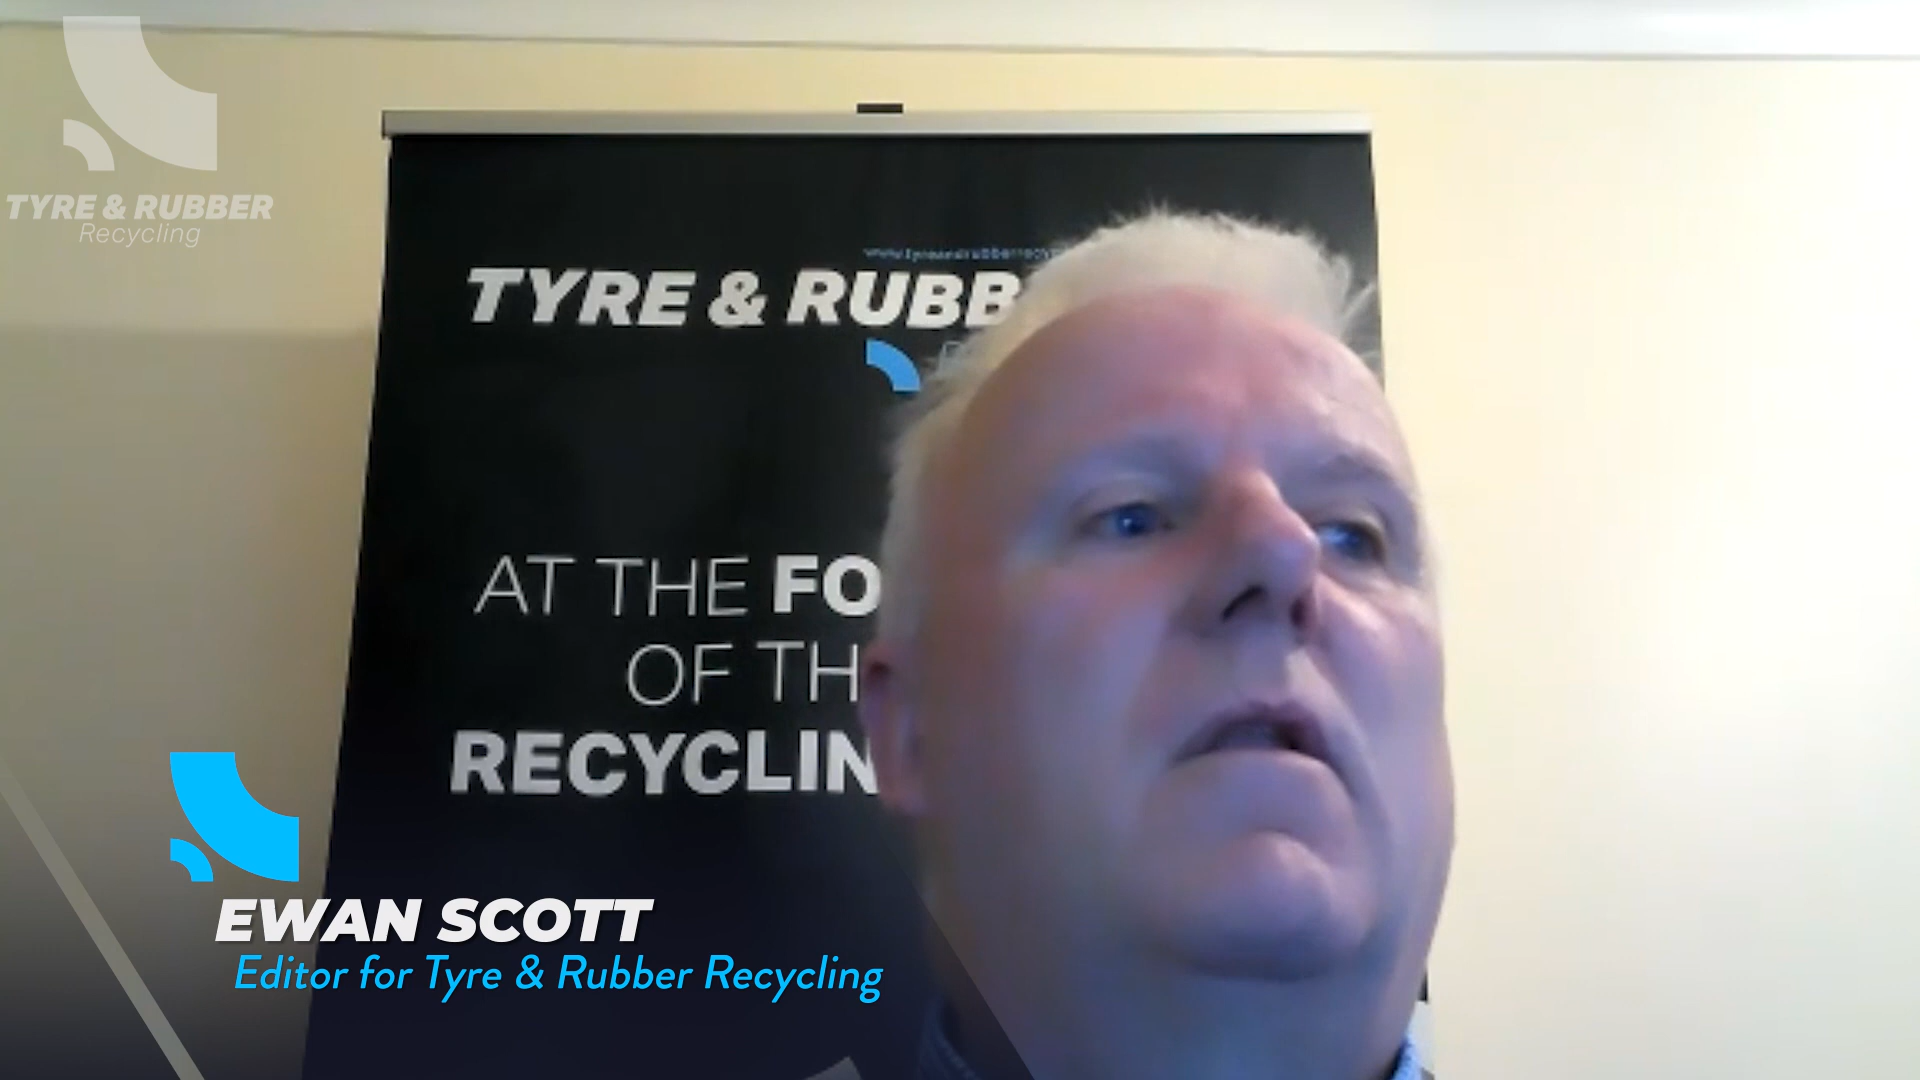 TYRE & RUBBER
Recycling
TYRE & RUBB
AT THE FO
OF TH
RECYCLIN
EWAN SCOTT
Editor for Tyre & Rubber Recycling